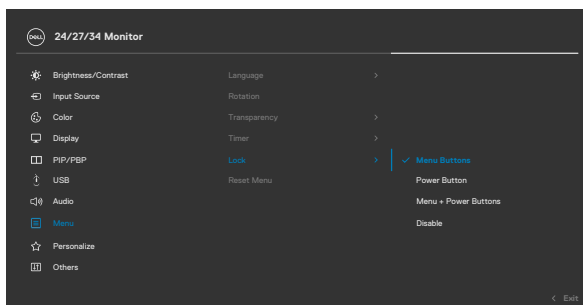 DELL 24/27/34 Monitor
Brightness/Contrast Language >
Input Source Rotation
Color Transparency >
Display Timer >
PIP/PBP Lock > ✓ Menu Buttons
USB Reset Menu Power Button
Audio Menu + Power Buttons
Menu Disable
Personalize
Others
< Exit